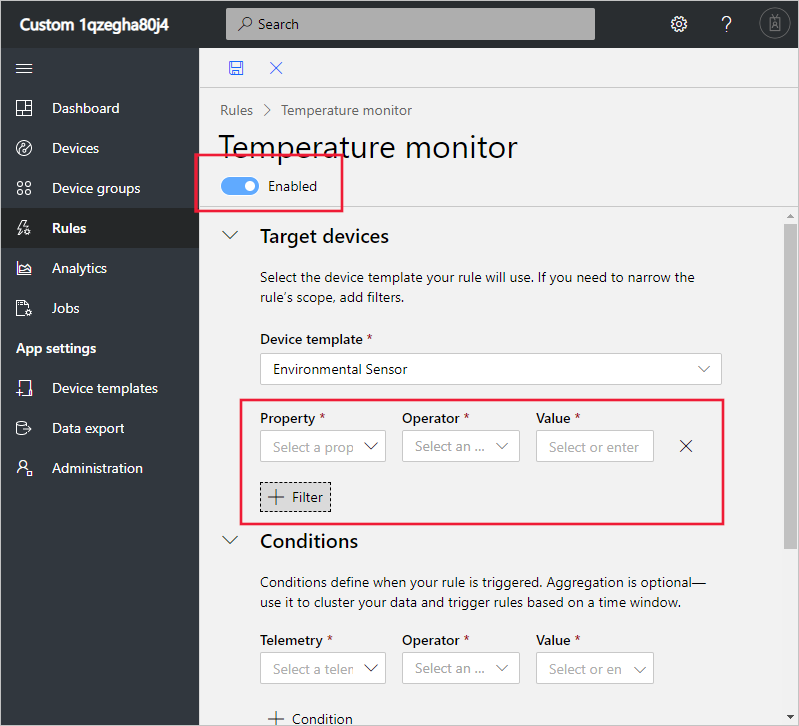 Custom 1qzegha80j4
Search
?
Dashboard
Devices
Device groups
Rules
Analytics
Jobs
App settings
Device templates
Data export
Administration
Rules > Temperature monitor
Temperature monitor
Enabled
Target devices
Select the device template your rule will use. If you need to narrow the
rule’s scope, add filters.
Device template *
Environmental Sensor
Property * Operator * Value *
Select a prop Select an ... Select or enter
+ Filter
Conditions
Conditions define when your rule is triggered. Aggregation is optional—
use it to cluster your data and trigger rules based on a time window.
Telemetry * Operator * Value *
Select a telen Select an ... Select or en
+ Condition